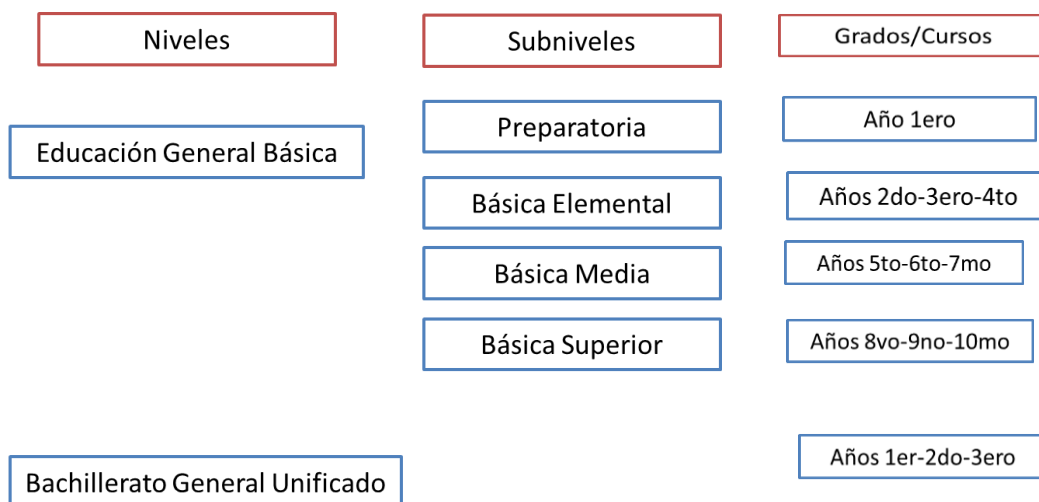 Niveles
Subniveles
Grados/Cursos
Educación General Básica
Preparatoria
Año 1ero
Básica Elemental
Años 2do-3ero-4to
Básica Media
Años 5to-6to-7mo
Básica Superior
Años 8vo-9no-10mo
Bachillerato General Unificado
Años 1er-2do-3ero